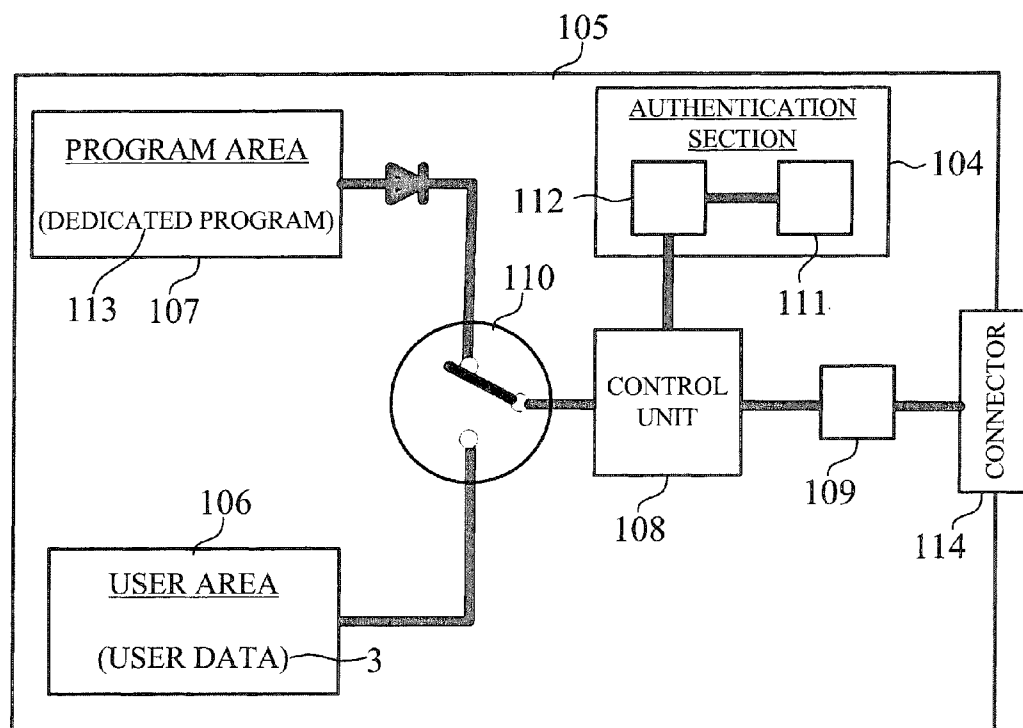 105
PROGRAM AREA
(DEDICATED PROGRAM)
113
107
AUTHENTICATION
SECTION
104
112
111
110
CONTROL
UNIT
108
109
CONNECTOR
114
106
USER AREA
(USER DATA)
3